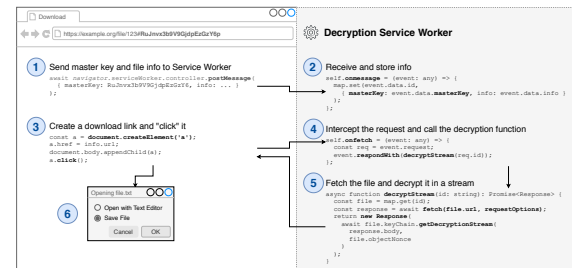 Download
https://example.org/file/123#RuJnvx3b9V9GjdpEzGzY6p
Decryption Service Worker
1 Send master key and file info to Service Worker
await navigator.serviceWorker.controller.postMessage(
{ masterKey: RuJnvx3b9V9GjdpEzGsY6, info: ... }
};
2 Receive and store info
self.onmessage = (event: any) => {
map.set(event.data.id,
{ masterKey: event.data.masterKey, info: event.data.info }
);
};
3 Create a download link and "click" it
const a = document.createElement('a');
a.href = info.url;
document.body.appendChild(a);
a.click();
4 Intercept the request and call the decryption function
self.onfetch = (event: any) => {
const req = event.request;
event.respondWith(decryptStream(req.id));
};
5 Fetch the file and decrypt it in a stream
async function decryptStream(id: string): Promise<Response> {
const file = map.get(id);
const response = await fetch(file.url, requestOptions);
return new Response(
await file.keyChain.getDecryptionStream(
response.body,
file.objectNonce
)
);
}
6
Opening file.txt
Open with Text Editor
Save File
Cancel OK